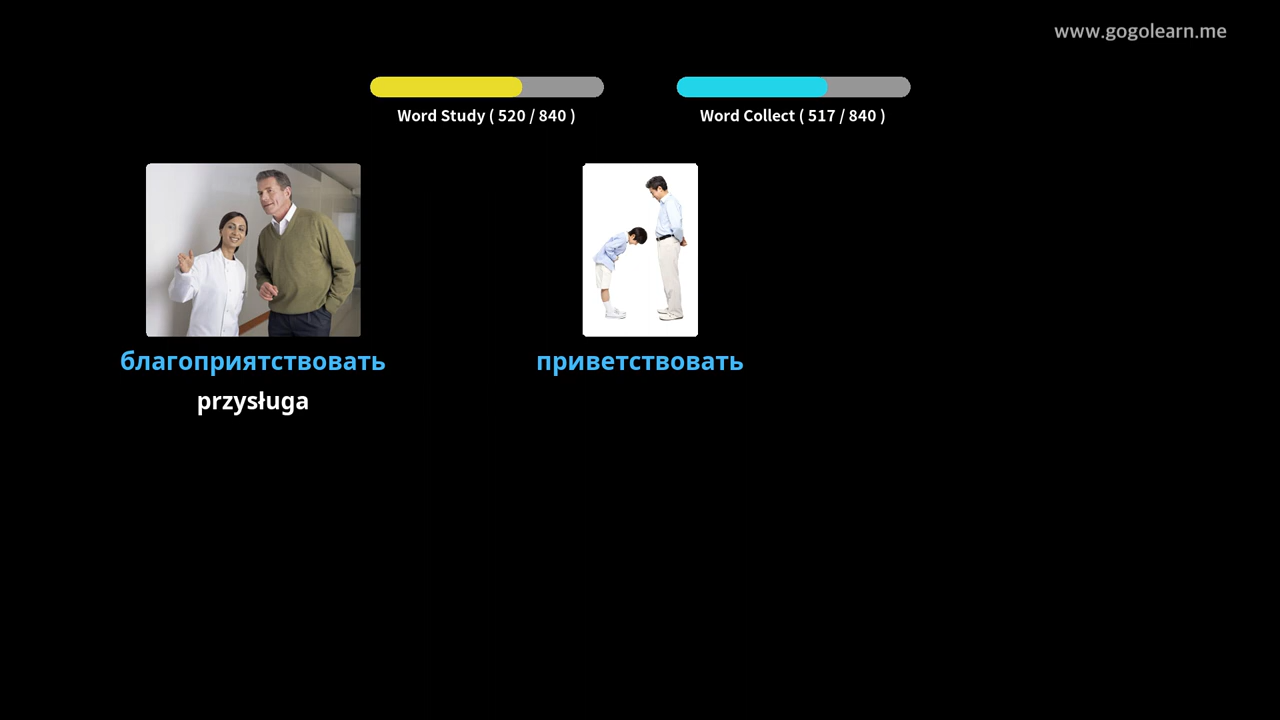 www.gogolearn.me
Word Study ( 520 / 840 )
Word Collect ( 517 / 840 )
благоприятствовать
приветствовать
przysługa